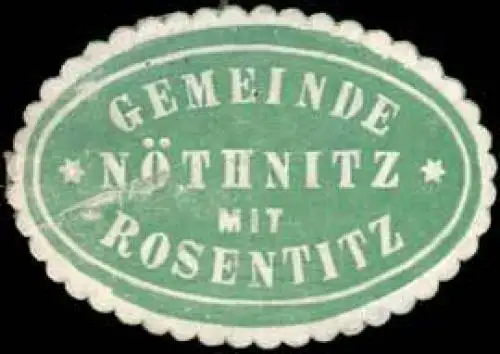 GEMEINDE
NÖTHNITZ
MIT
ROSENTITZ